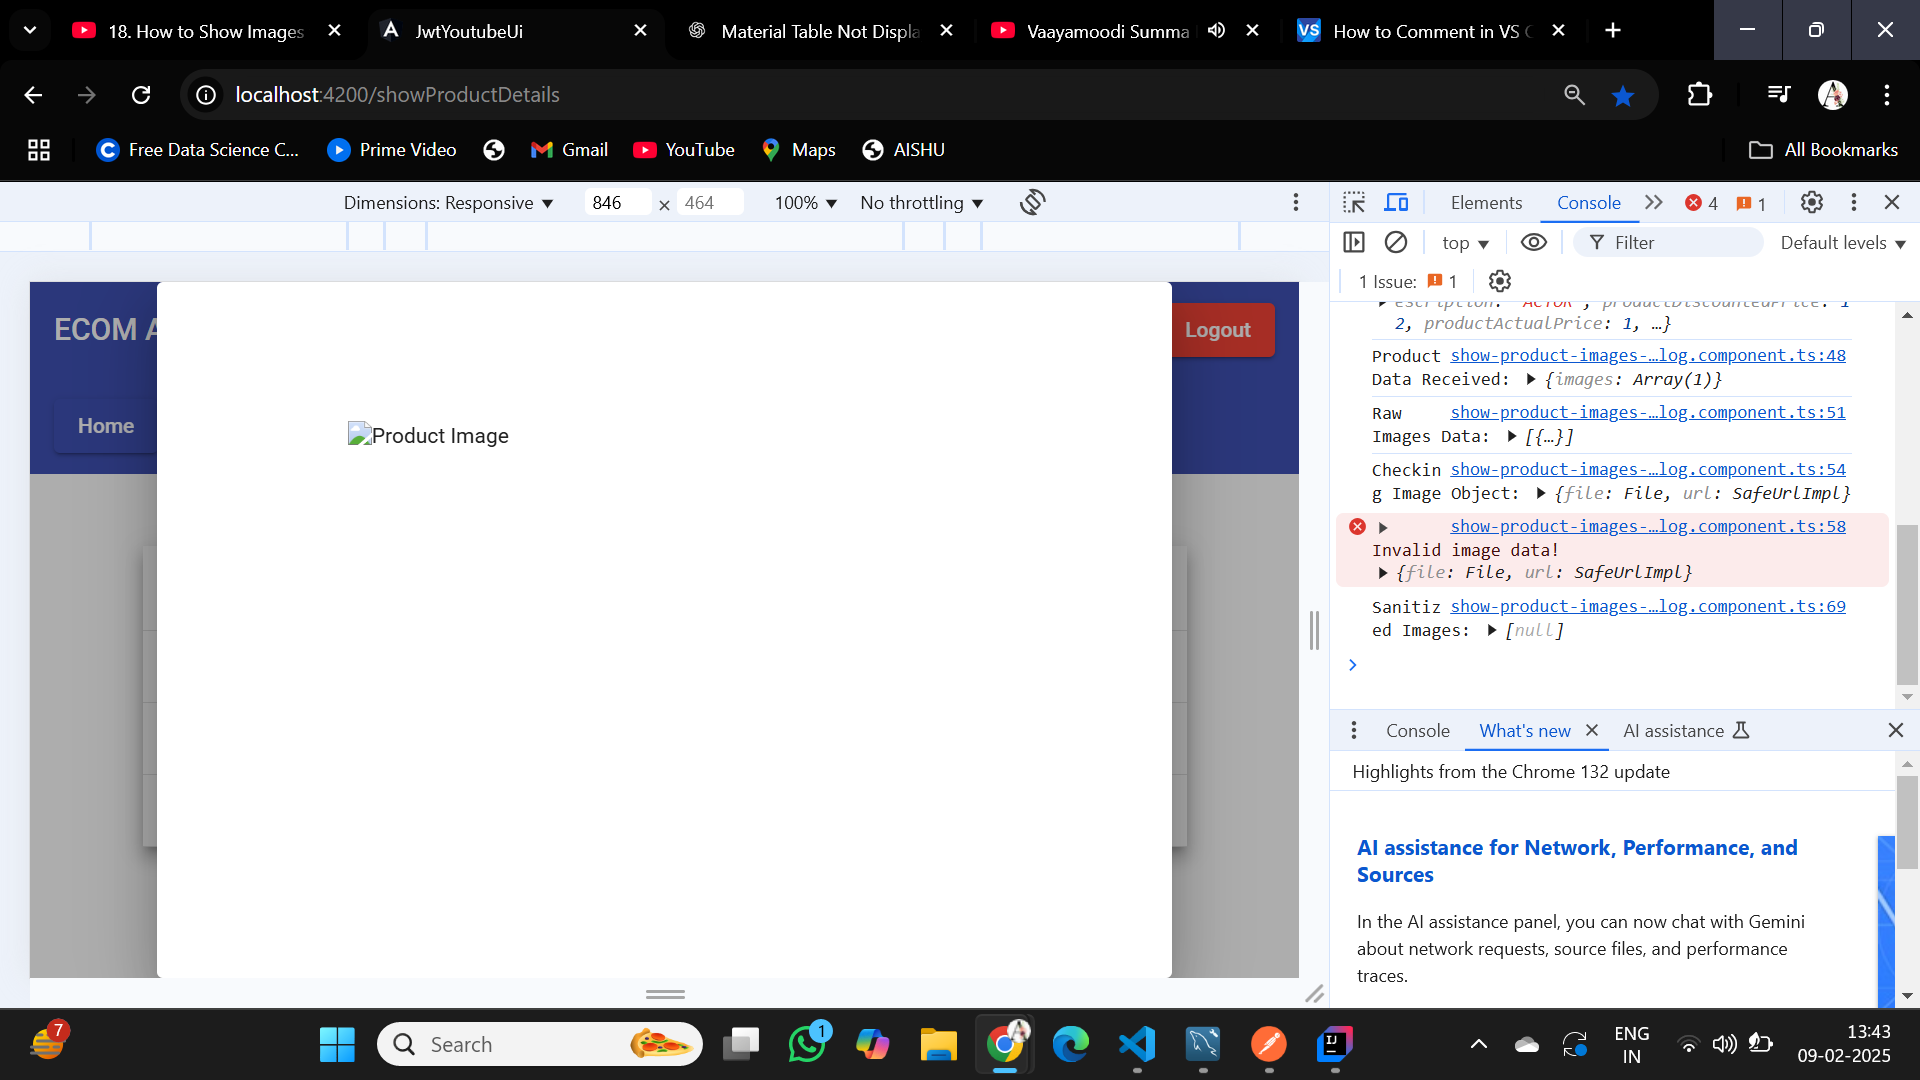 18. How to Show Images
JwtYoutubeUi
Material Table Not Displa
Vaayamoodi Summa
VS
How to Comment in VS C
localhost:4200/showProductDetails
Free Data Science C...
Prime Video
Gmail
YouTube
Maps
AISHU
All Bookmarks
Dimensions: Responsive
846 × 464
100%
No throttling
Elements
Console
4
1
top
Filter
Default levels
1 Issue: 1
ECOM A
Logout
Home
Product Image
2, productActualPrice: 1, …}
Product show-product-images-…log.component.ts:48
Data Received: {images: Array(1)}
Raw show-product-images-…log.component.ts:51
Images Data: [{…}]
Checkin show-product-images-…log.component.ts:54
g Image Object: {file: File, url: SafeUrlImpl}
show-product-images-…log.component.ts:58
Invalid image data!
{file: File, url: SafeUrlImpl}
Sanitiz show-product-images-…log.component.ts:69
ed Images: [null]
Console
What's new
AI assistance
Highlights from the Chrome 132 update
AI assistance for Network, Performance, and
Sources
In the AI assistance panel, you can now chat with Gemini
about network requests, source files, and performance
traces.
7
Search
1
IJ
ENG
IN
13:43
09-02-2025